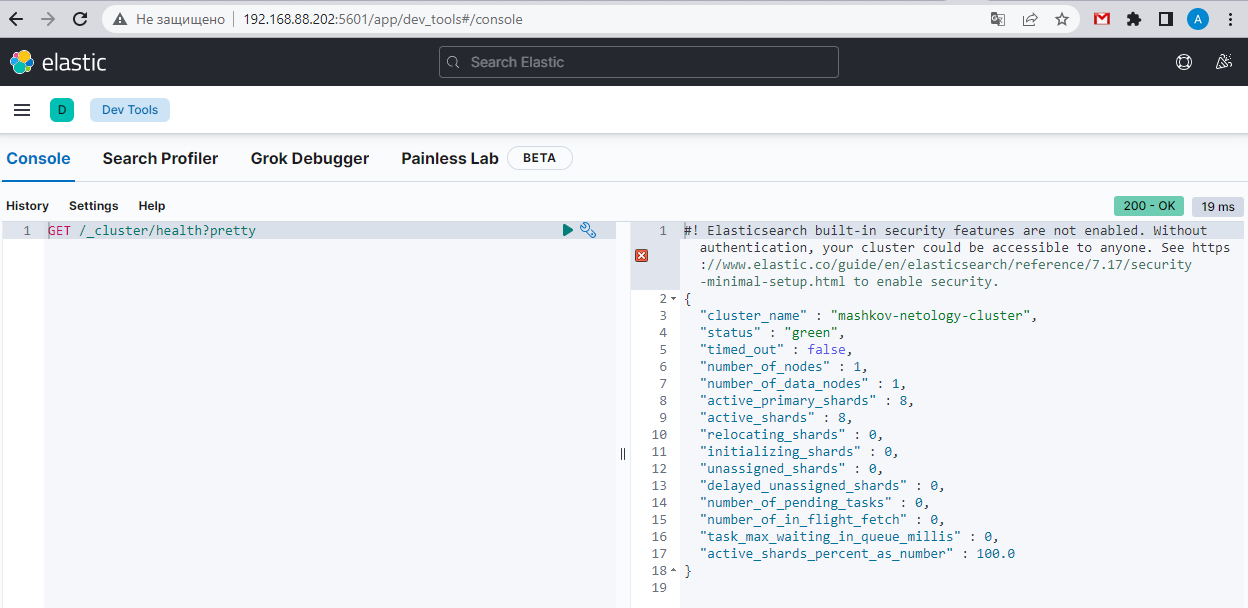 Не защищено
192.168.88.202:5601/app/dev_tools#/console
A
elastic
Search Elastic
D
Dev Tools
Console
Search Profiler
Grok Debugger
Painless Lab
BETA
History
Settings
Help
200 - OK
19 ms
1
GET /_cluster/health?pretty
1 #! Elasticsearch built-in security features are not enabled. Without
authentication, your cluster could be accessible to anyone. See https
://www.elastic.co/guide/en/elasticsearch/reference/7.17/security
-minimal-setup.html to enable security.
2 {
3 "cluster_name" : "mashkov-netology-cluster",
4 "status" : "green",
5 "timed_out" : false,
6 "number_of_nodes" : 1,
7 "number_of_data_nodes" : 1,
8 "active_primary_shards" : 8,
9 "active_shards" : 8,
10 "relocating_shards" : 0,
11 "initializing_shards" : 0,
12 "unassigned_shards" : 0,
13 "delayed_unassigned_shards" : 0,
14 "number_of_pending_tasks" : 0,
15 "number_of_in_flight_fetch" : 0,
16 "task_max_waiting_in_queue_millis" : 0,
17 "active_shards_percent_as_number" : 100.0
18 }
19